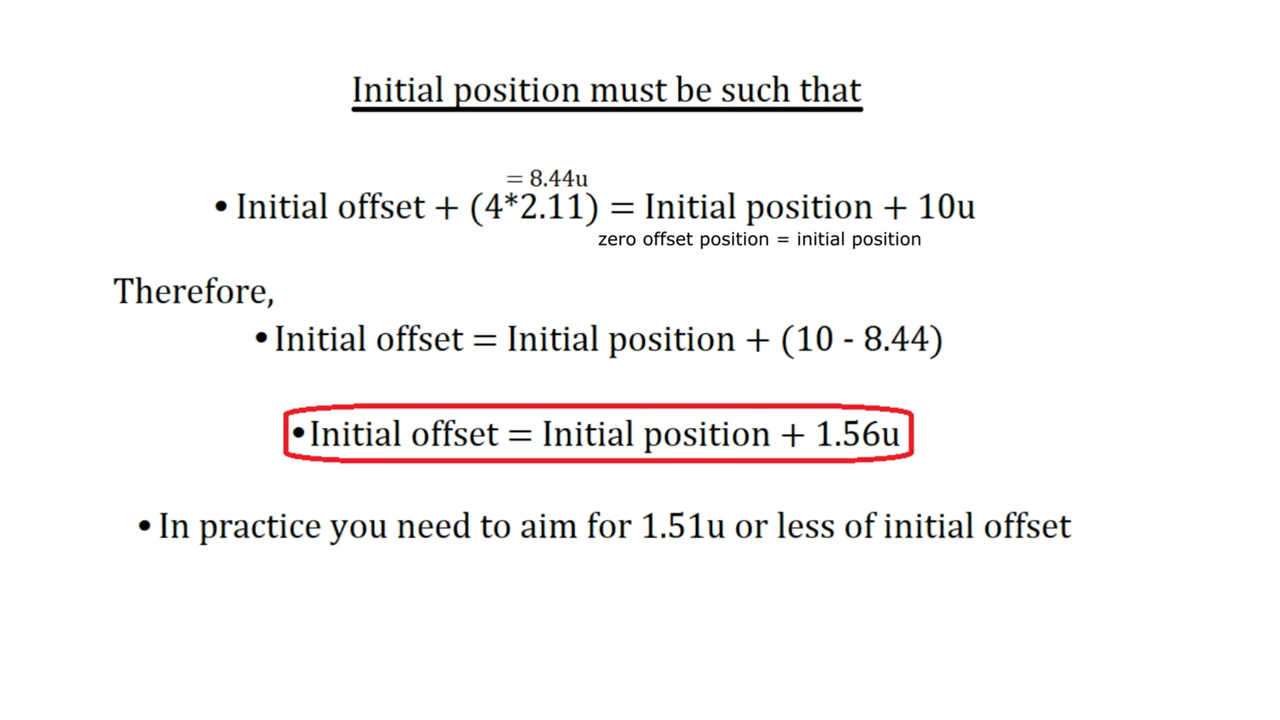 Initial position must be such that
= 8.44u
• Initial offset + (4*2.11) = Initial position + 10u
zero offset position = initial position
Therefore,
• Initial offset = Initial position + (10 - 8.44)
• Initial offset = Initial position + 1.56u
• In practice you need to aim for 1.51u or less of initial offset